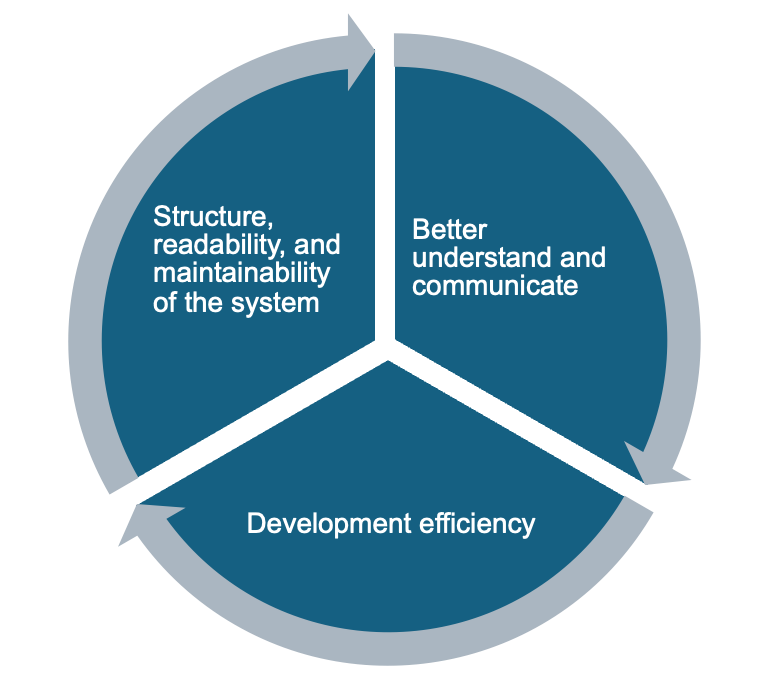 Structure,
readability, and
maintainability
of the system
Better
understand and
communicate
Development efficiency